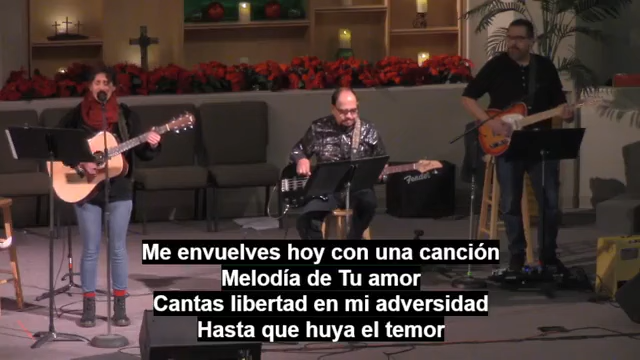 Fender
Me envuelves hoy con una canción
Melodía de Tu amor
Cantas libertad en mi adversidad
Hasta que huya el temor